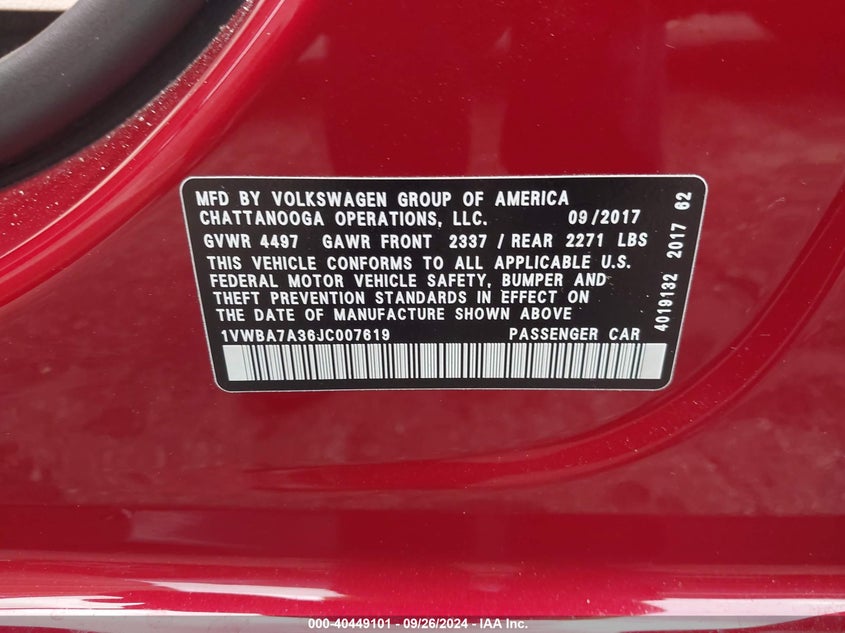 MFD BY VOLKSWAGEN GROUP OF AMERICA
CHATTANOOGA OPERATIONS, LLC. 09/2017
GVWR 4497 GAWR FRONT 2337 / REAR 2271 LBS
THIS VEHICLE CONFORMS TO ALL APPLICABLE U.S.
FEDERAL MOTOR VEHICLE SAFETY, BUMPER AND
THEFT PREVENTION STANDARDS IN EFFECT ON
THE DATE OF MANUFACTURE SHOWN ABOVE
1VWBA7A36JC007619 PASSENGER CAR
4019132 2017 62
000-40449101 - 09/26/2024 - IAA Inc.